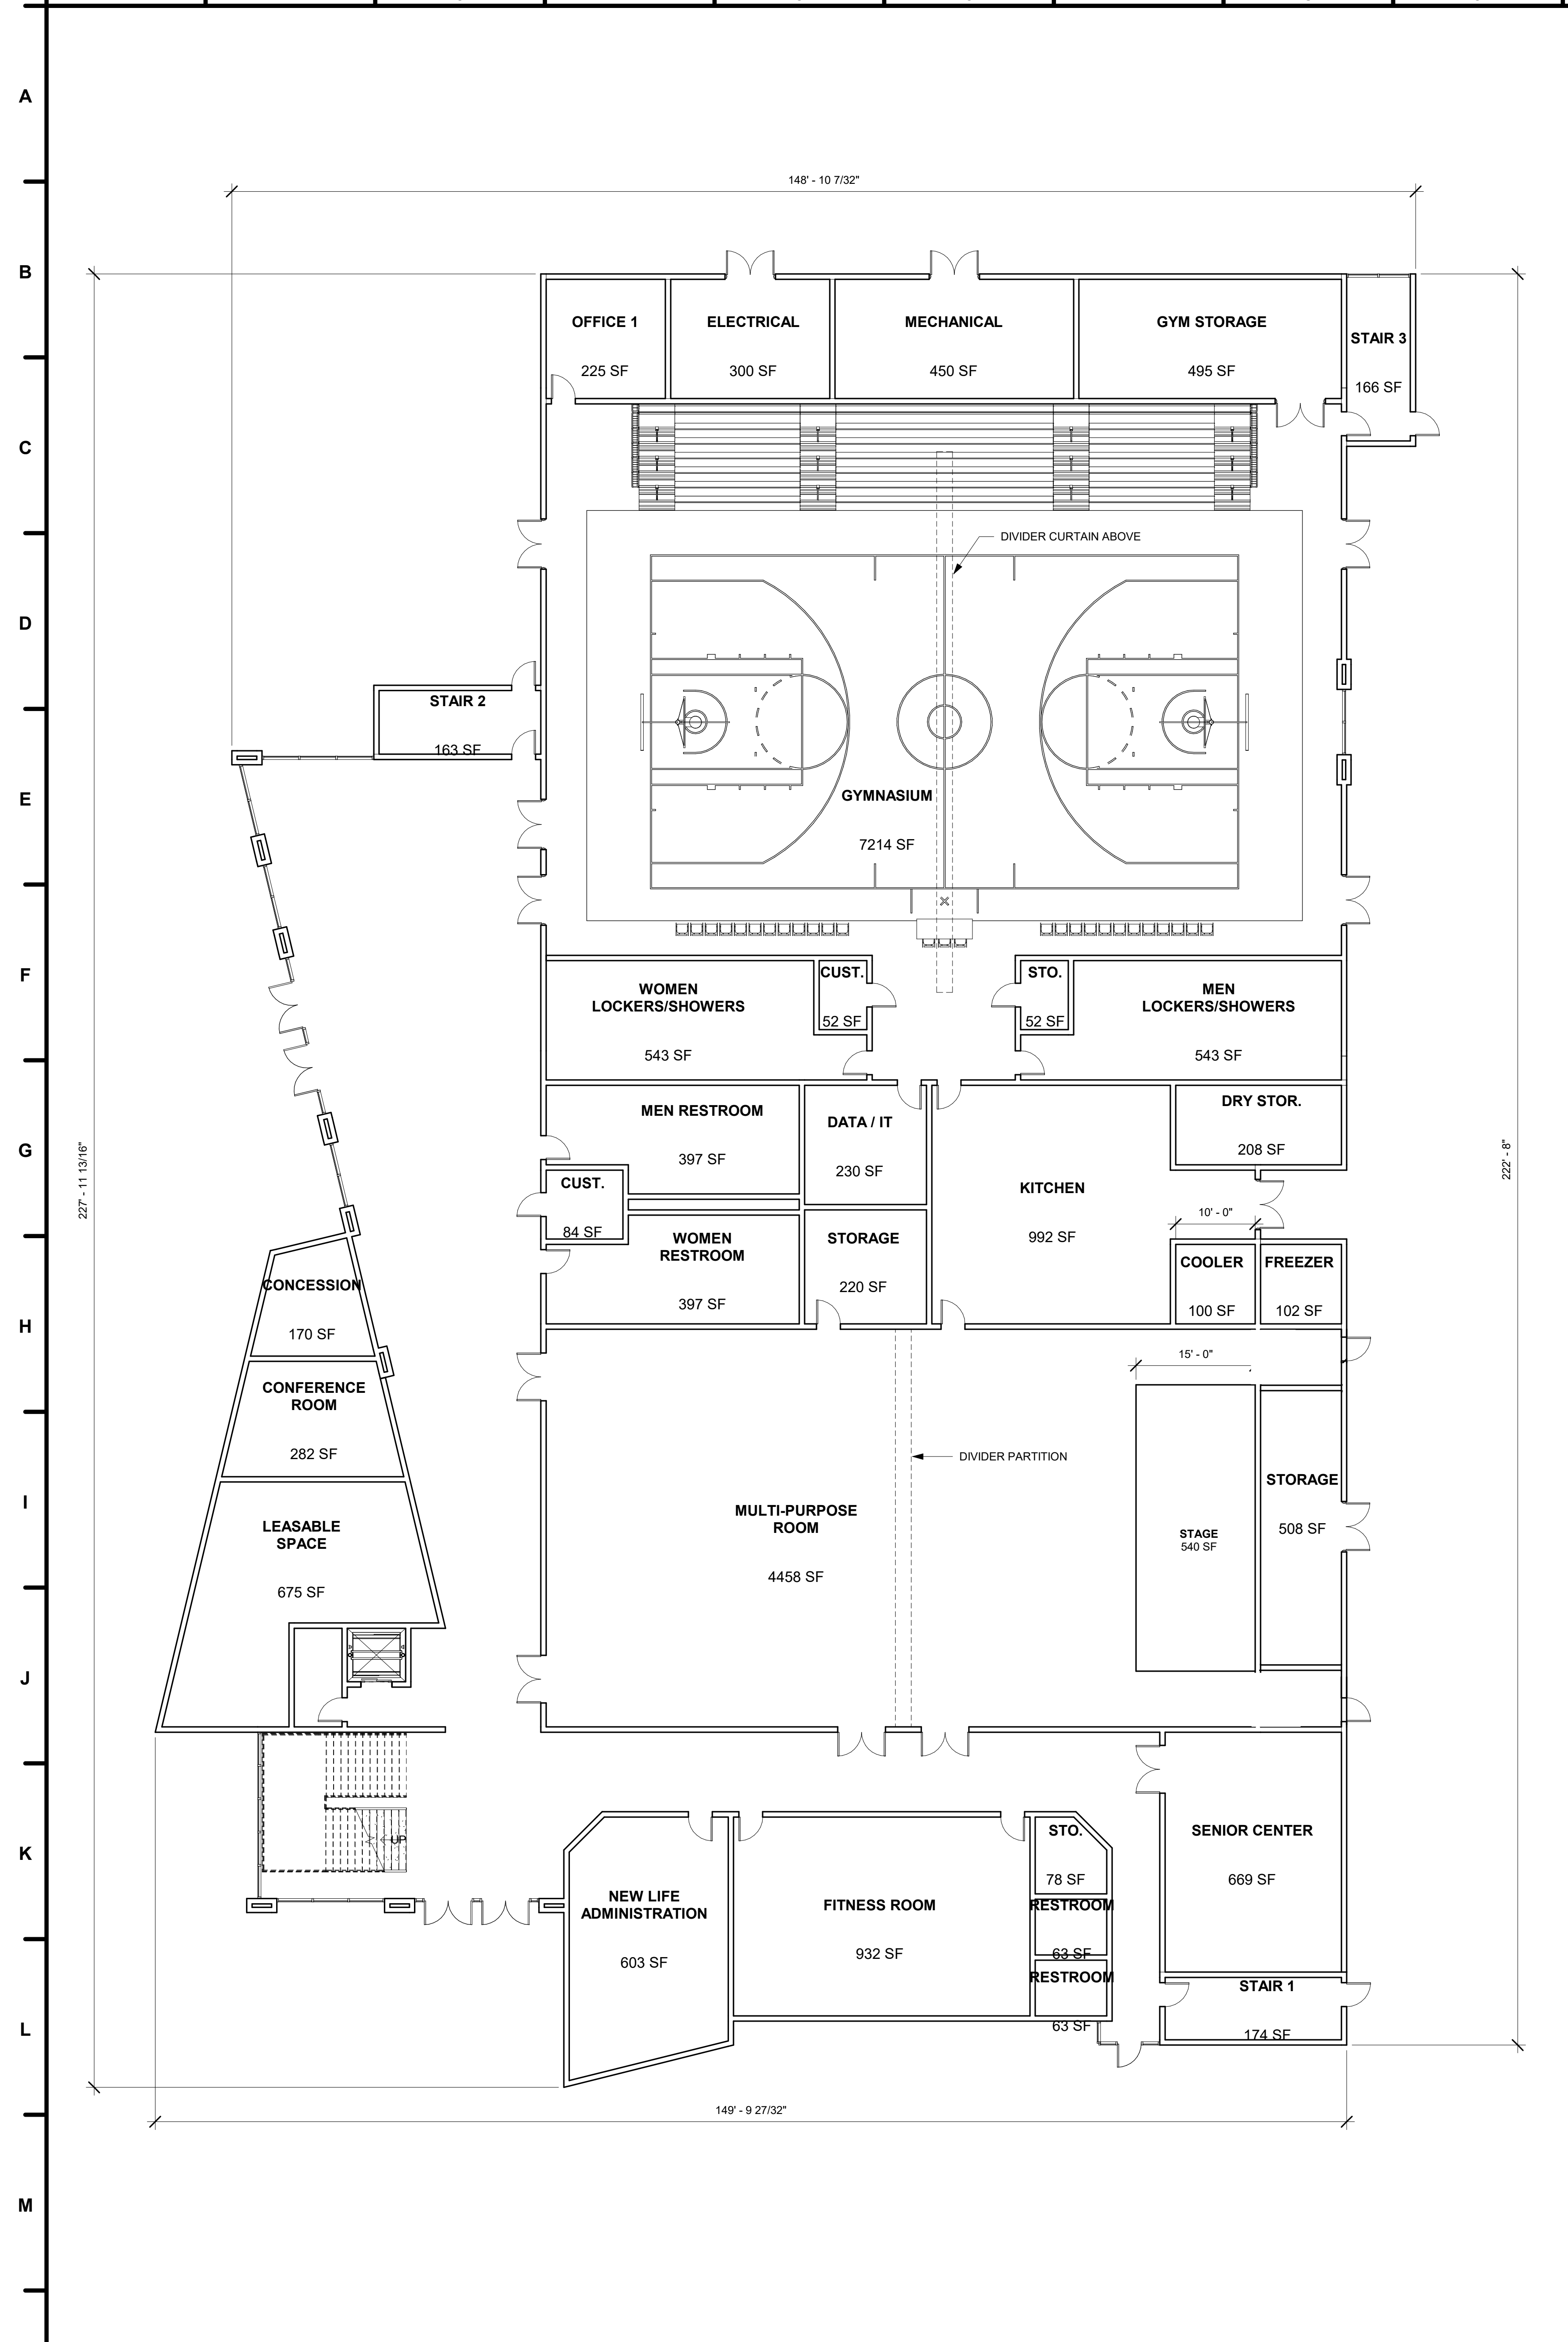 A
148' - 10 7/32"
B
OFFICE 1
225 SF
ELECTRICAL
300 SF
MECHANICAL
450 SF
GYM STORAGE
495 SF
STAIR 3
166 SF
C
DIVIDER CURTAIN ABOVE
D
STAIR 2
163 SF
E
GYMNASIUM
7214 SF
F
WOMEN
LOCKERS/SHOWERS
543 SF
CUST.
52 SF
STO.
52 SF
MEN
LOCKERS/SHOWERS
543 SF
G
227' - 11 13/16"
222' - 8"
MEN RESTROOM
397 SF
DATA / IT
230 SF
DRY STOR.
208 SF
CUST.
84 SF
KITCHEN
992 SF
10' - 0"
WOMEN
RESTROOM
397 SF
STORAGE
220 SF
COOLER
100 SF
FREEZER
102 SF
H
CONCESSION
170 SF
15' - 0"
CONFERENCE
ROOM
282 SF
DIVIDER PARTITION
I
LEASABLE
SPACE
675 SF
MULTI-PURPOSE
ROOM
4458 SF
STAGE
540 SF
STORAGE
508 SF
J
UP
K
NEW LIFE
ADMINISTRATION
603 SF
FITNESS ROOM
932 SF
STO.
78 SF
RESTROOM
63 SF
RESTROOM
63 SF
SENIOR CENTER
669 SF
STAIR 1
174 SF
L
149' - 9 27/32"
M